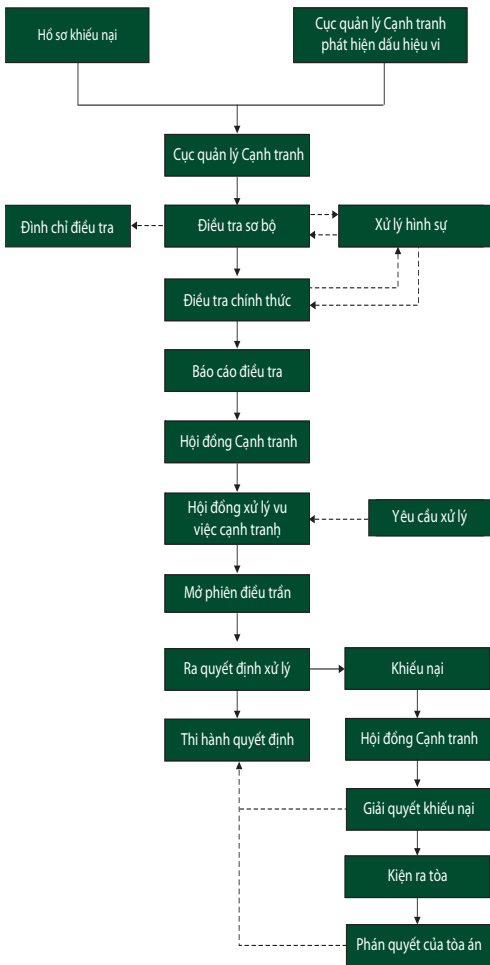 Hồ sơ khiếu nại
Cục quản lý Cạnh tranh
phát hiện dấu hiệu vi
Cục quản lý Cạnh tranh
Đình chỉ điều tra
Điều tra sơ bộ
Xử lý hình sự
Điều tra chính thức
Báo cáo điều tra
Hội đồng Cạnh tranh
Hội đồng xử lý vu
việc cạnh tranh
Yêu cầu xử lý
Mở phiên điều trần
Ra quyết định xử lý
Khiếu nại
Thi hành quyết định
Hội đồng Cạnh tranh
Giải quyết khiếu nại
Kiện ra tòa
Phán quyết của tòa án